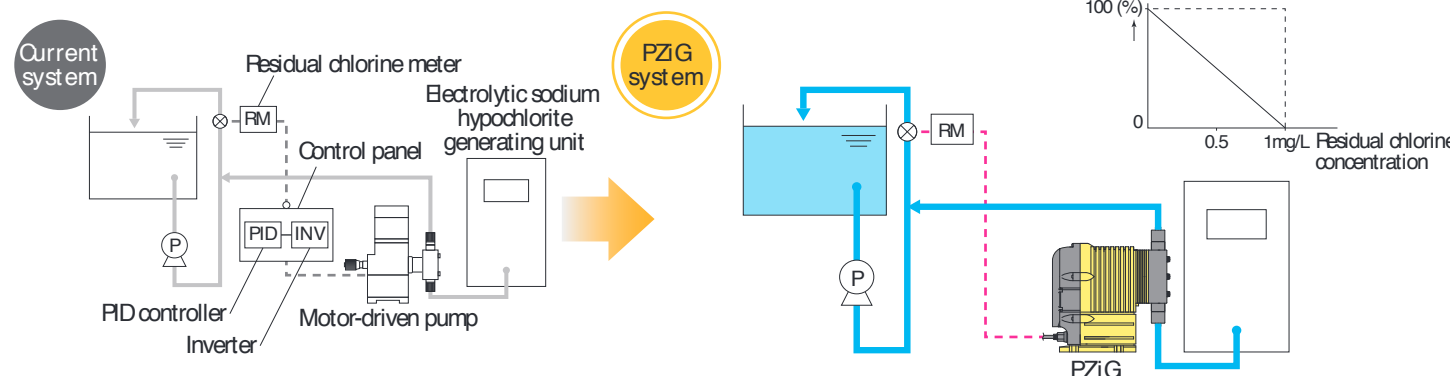 Current
system
Residual chlorine meter
RM
Electrolytic sodium
hypochlorite
generating unit
Control panel
PID
INV
P
PID controller
Inverter
Motor-driven pump
PZiG
system
RM
P
PZiG
100 (%)
0
0.5
1mg/L
Residual chlorine
concentration